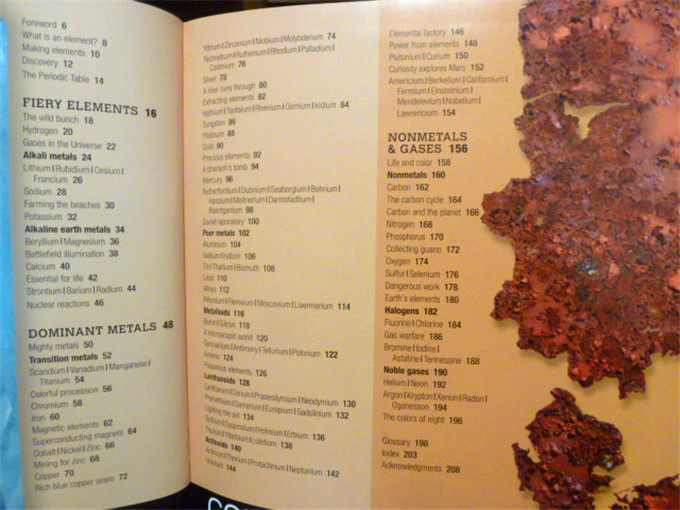 Foreword 6
What is an element? 8
Making elements 10
Discovery 12
The Periodic Table 14
FIERY ELEMENTS 16
The wild bunch 18
Hydrogen 20
Gases in the Universe 22
Alkali metals 24
Lithium | Rubidium | Cesium |
Francium 26
Sodium 28
Farming the beaches 30
Potassium 32
Alkaline earth metals 34
Beryllium | Magnesium 36
Battlefield illumination 38
Calcium 40
Essential for life 42
Strontium | Barium | Radium 44
Nuclear reactions 46
DOMINANT METALS 48
Mighty metals 50
Transition metals 52
Scandium | Vanadium | Manganese |
Titanium 54
Colorful procession 56
Chromium 58
Iron 60
Magnetic elements 62
Superconducting magnets 64
Cobalt | Nickel | Zinc 66
Mining for zinc 68
Copper 70
Rich blue copper seam 72
Yttrium | Zirconium | Niobium | Molybdenum 74
Technetium | Ruthenium | Rhodium | Palladium |
Cadmium 76
Silver 78
A river runs through 80
Extracting elements 82
Hafnium | Tantalum | Rhenium | Osmium | Iridium 84
Tungsten 86
Platinum 88
Gold 90
Precious elements 92
A pharaoh's tomb 94
Mercury 96
Rutherfordium | Dubnium | Seaborgium | Bohrium |
Hassium | Meitnerium | Darmstadtium |
Roentgenium 98
Soviet laboratory 100
Poor metals 102
Aluminum 104
Gallium | Indium 106
Tin | Thallium | Bismuth 108
Lead 110
Alloys 112
Nihonium | Flerovium | Moscovium | Livermorium 114
Metalloids 116
Boron | Silicon 118
A microscopic world 120
Germanium | Antimony | Tellurium | Polonium 122
Arsenic 124
Poisonous elements 126
Lanthanoids 128
Lanthanum | Cerium | Praseodymium | Neodymium 130
Promethium | Samarium | Europium | Gadolinium 132
Lighting the set 134
Terbium | Dysprosium | Holmium | Erbium 136
Thulium | Ytterbium | Lutetium 138
Actinoids 140
Actinium | Thorium | Protactinium | Neptunium 142
Uranium 144
Elemental factory 146
Power from elements 148
Plutonium | Curium 150
Curiosity explores Mars 152
Americium | Berkelium | Californium |
Fermium | Einsteinium |
Mendelevium | Nobelium |
Lawrencium 154
NONMETALS
& GASES 156
Life and color 158
Nonmetals 160
Carbon 162
The carbon cycle 164
Carbon and the planet 166
Nitrogen 168
Phosphorus 170
Collecting guano 172
Oxygen 174
Sulfur | Selenium 176
Dangerous work 178
Earth's elements 180
Halogens 182
Fluorine | Chlorine 184
Gas warfare 186
Bromine | Iodine |
Astatine | Tennessine 188
Noble gases 190
Helium | Neon 192
Argon | Krypton | Xenon | Radon |
Oganesson 194
The colors of night 196
Glossary 198
Index 203
Acknowledgments 208